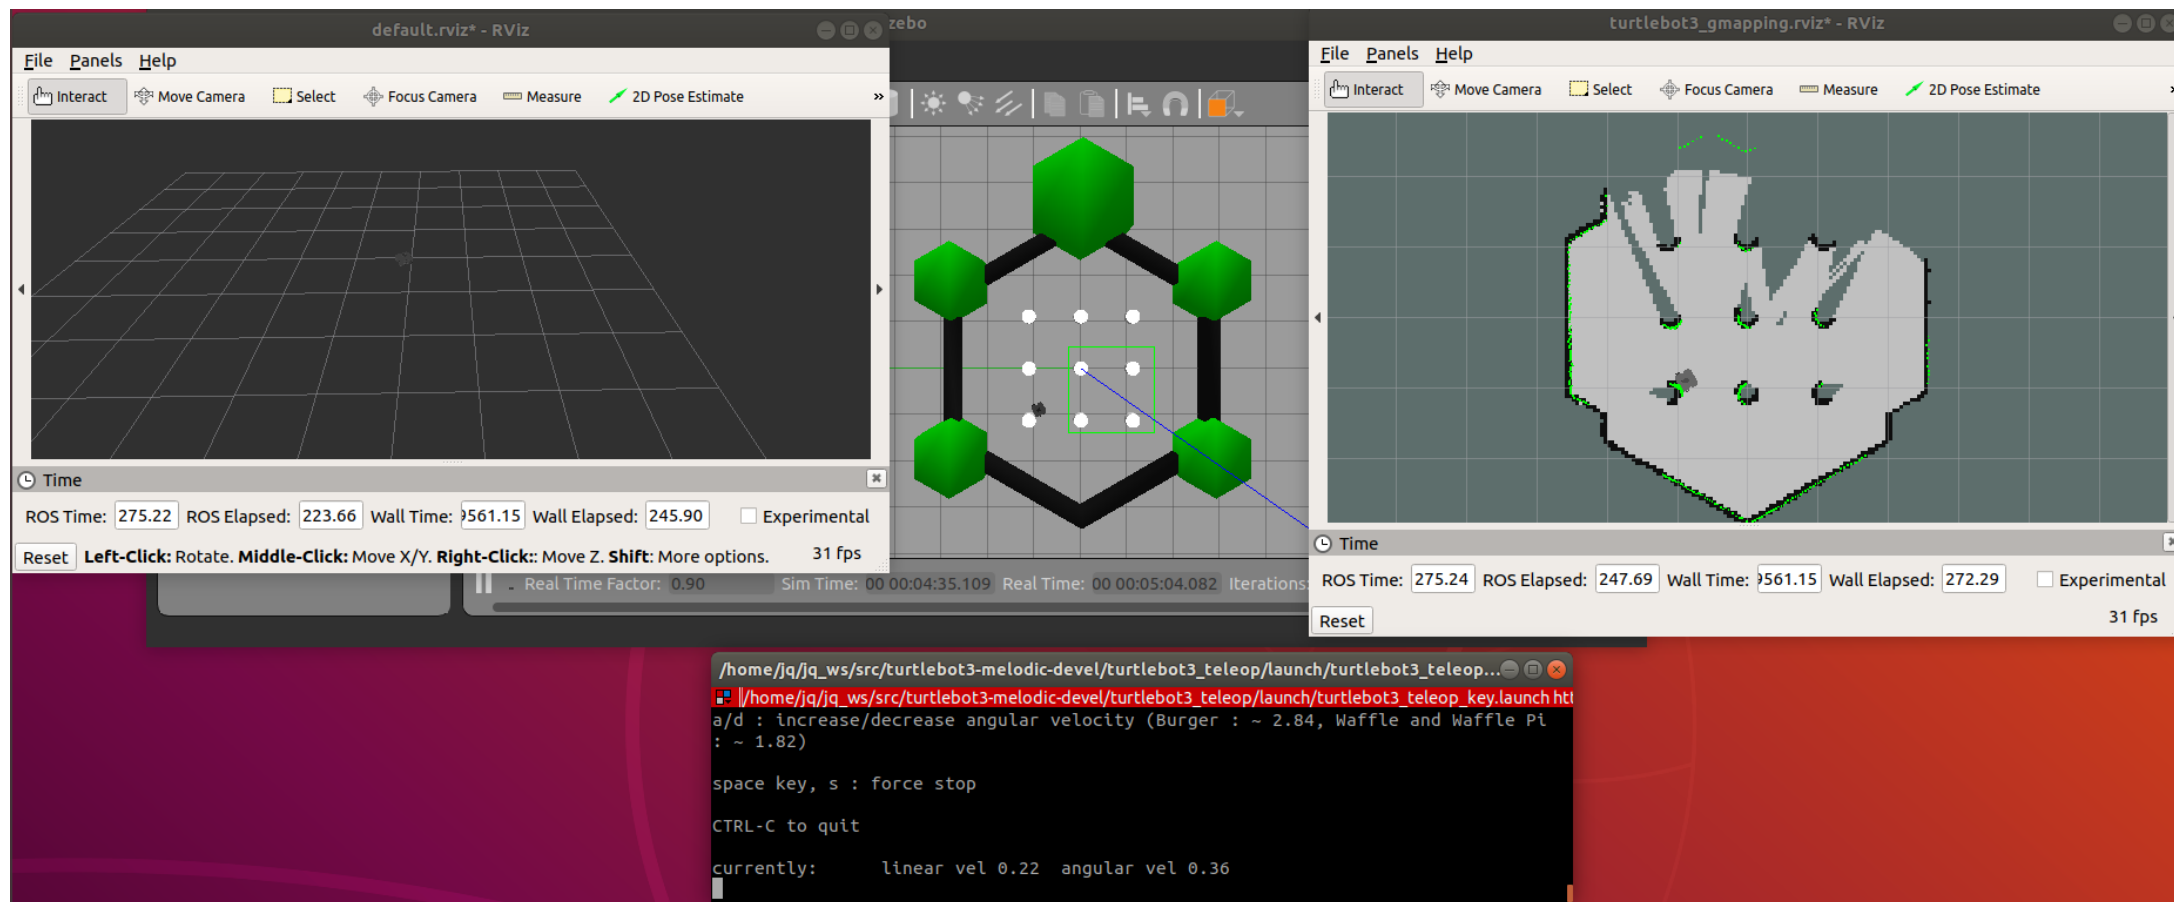 default.rviz* - RViz
File Panels Help
Interact Move Camera Select Focus Camera Measure 2D Pose Estimate »
Time
ROS Time: 275.22 ROS Elapsed: 223.66 Wall Time: 9561.15 Wall Elapsed: 245.90 Experimental
Reset Left-Click: Rotate. Middle-Click: Move X/Y. Right-Click:: Move Z. Shift: More options. 31 fps
zebo
Real Time Factor: 0.90 Sim Time: 00 00:04:35.109 Real Time: 00 00:05:04.082 Iterations:
turtlebot3_gmapping.rviz* - RViz
File Panels Help
Interact Move Camera Select Focus Camera Measure 2D Pose Estimate
Time
ROS Time: 275.24 ROS Elapsed: 247.69 Wall Time: 9561.15 Wall Elapsed: 272.29 Experimental
Reset 31 fps
/home/jq/jq_ws/src/turtlebot3-melodic-devel/turtlebot3_teleop/launch/turtlebot3_teleop...
/home/jq/jq_ws/src/turtlebot3-melodic-devel/turtlebot3_teleop/launch/turtlebot3_teleop_key.launch htt
a/d : increase/decrease angular velocity (Burger : ~ 2.84, Waffle and Waffle Pi
: ~ 1.82)
space key, s : force stop
CTRL-C to quit
currently: linear vel 0.22 angular vel 0.36